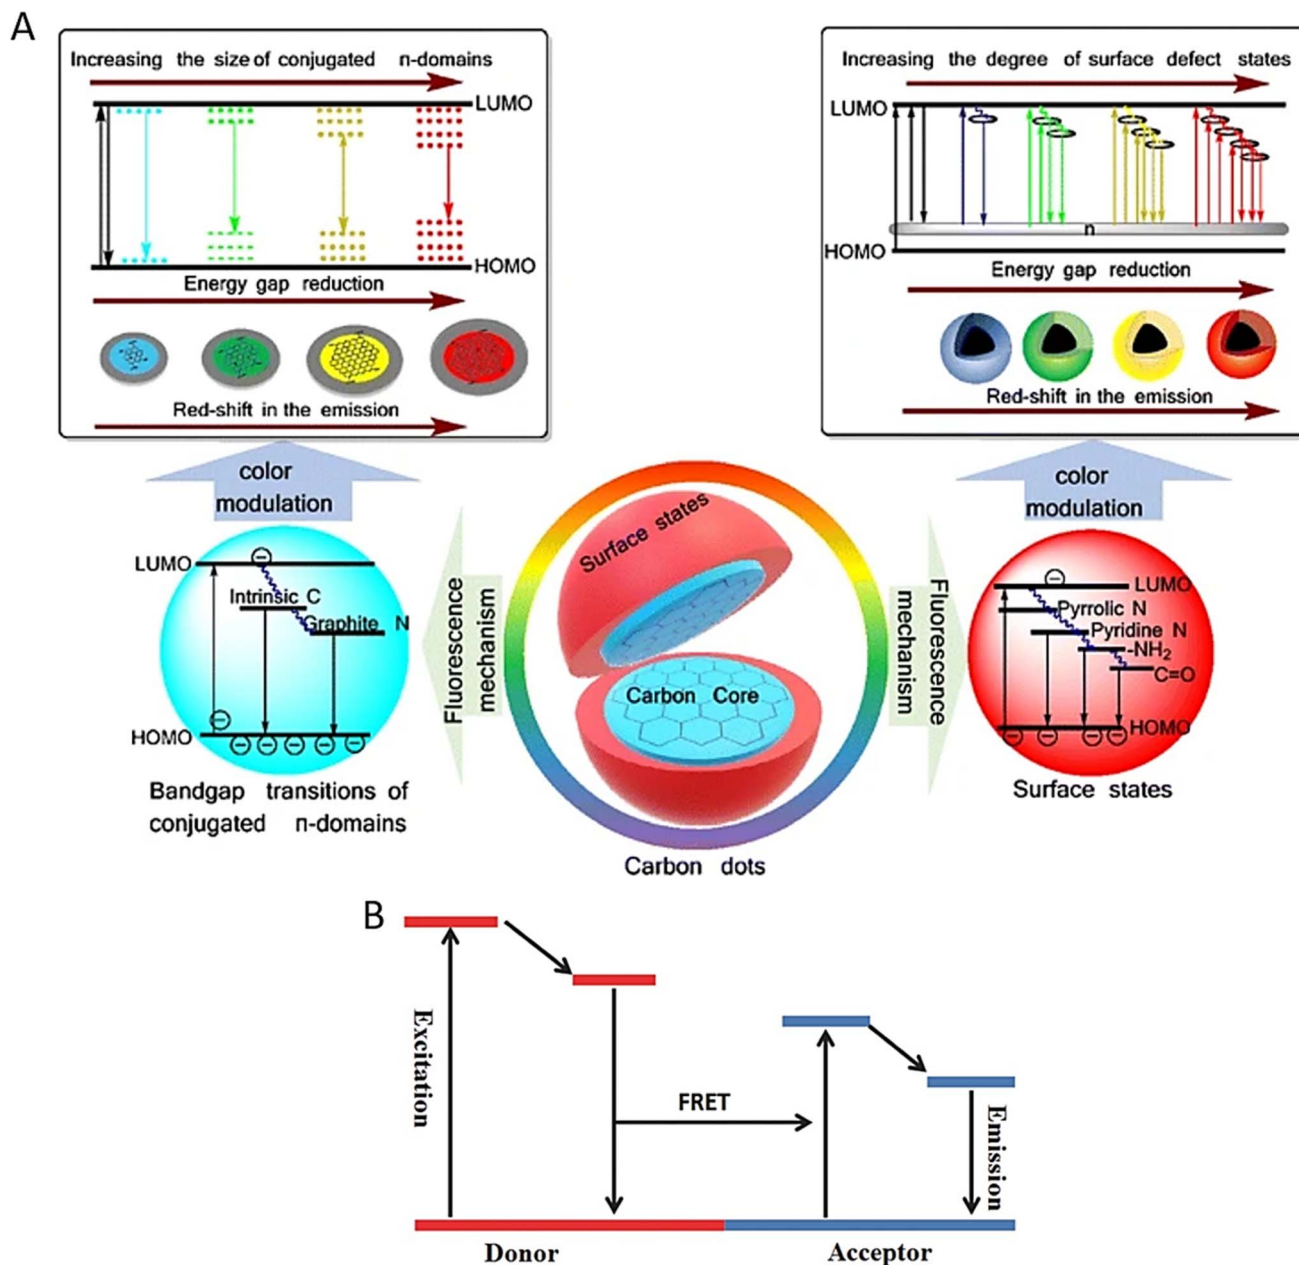 A
Increasing the size of conjugated п-domains
LUMO
HOMO
Energy gap reduction
Red-shift in the emission
Increasing the degree of surface defect states
LUMO
n
HOMO
Energy gap reduction
Red-shift in the emission
color
modulation
color
modulation
LUMO
Intrinsic C
Graphite N
HOMO
Bandgap transitions of
conjugated п-domains
Fluorescence
mechanism
Surface states
Carbon Core
Carbon dots
Fluorescence
mechanism
LUMO
Pyrrolic N
Pyridine N
-NH₂
C=O
HOMO
Surface states
B
Excitation
FRET
Emission
Donor
Acceptor